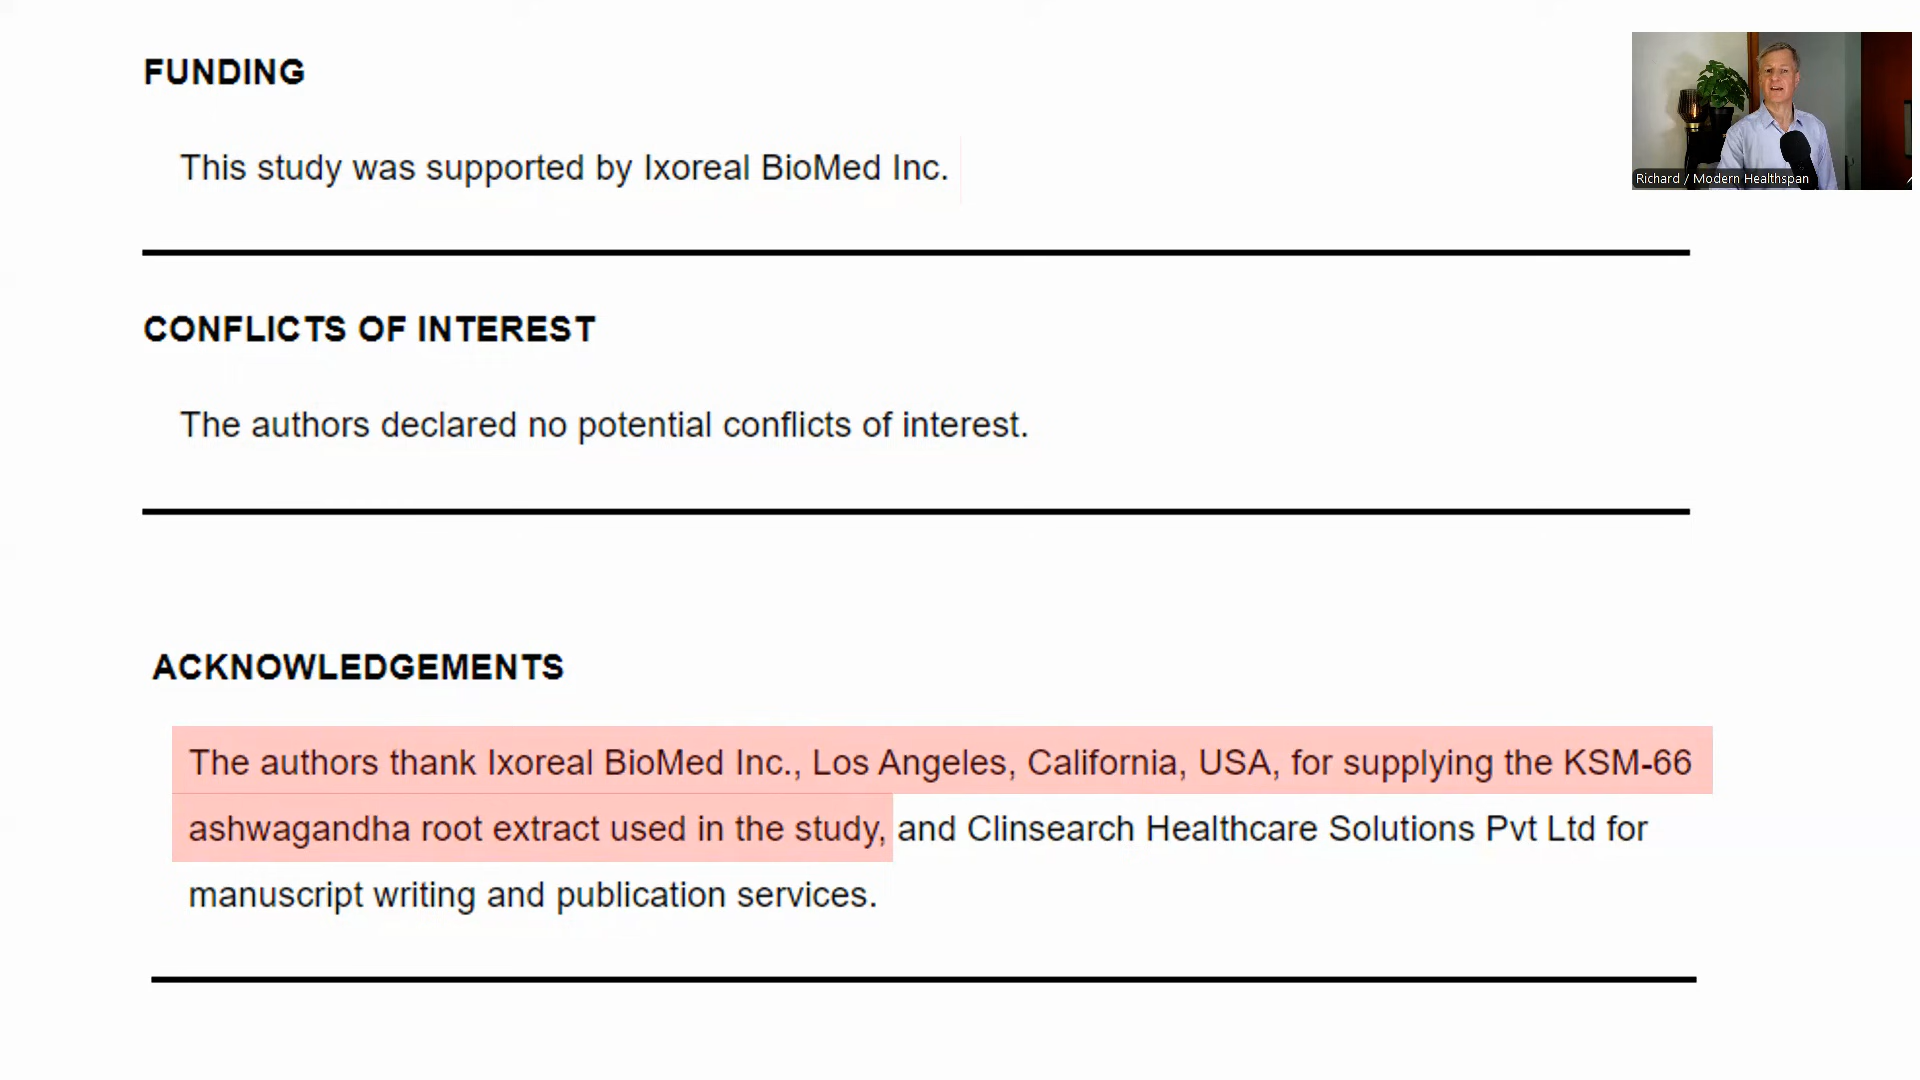 FUNDING
This study was supported by Ixoreal BioMed Inc.
Richard / Modern Healthspan
CONFLICTS OF INTEREST
The authors declared no potential conflicts of interest.
ACKNOWLEDGEMENTS
The authors thank Ixoreal BioMed Inc., Los Angeles, California, USA, for supplying the KSM-66
ashwagandha root extract used in the study, and Clinsearch Healthcare Solutions Pvt Ltd for
manuscript writing and publication services.